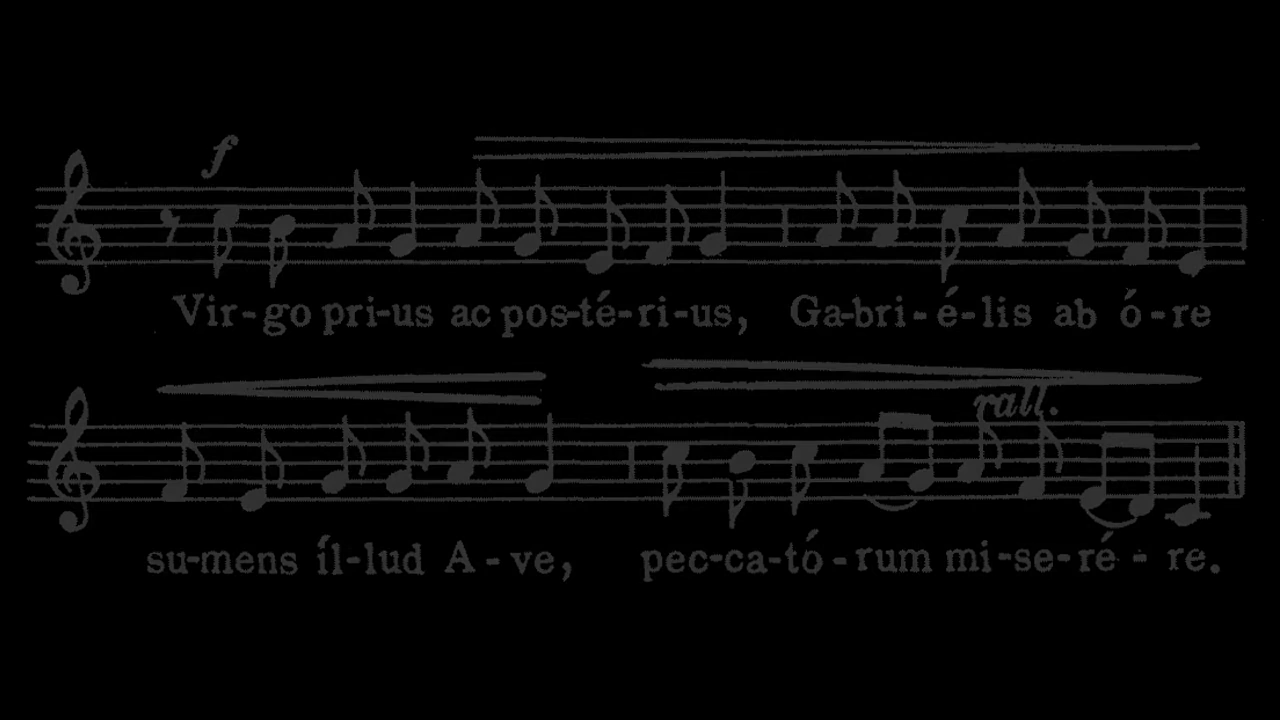 f
Vir-go pri-us ac pos-té-ri-us, Ga-bri-é-lis ab ó-re
rall.
su-mens íl-lud A-ve, pec-ca-tó-rum mi-se-ré-re.